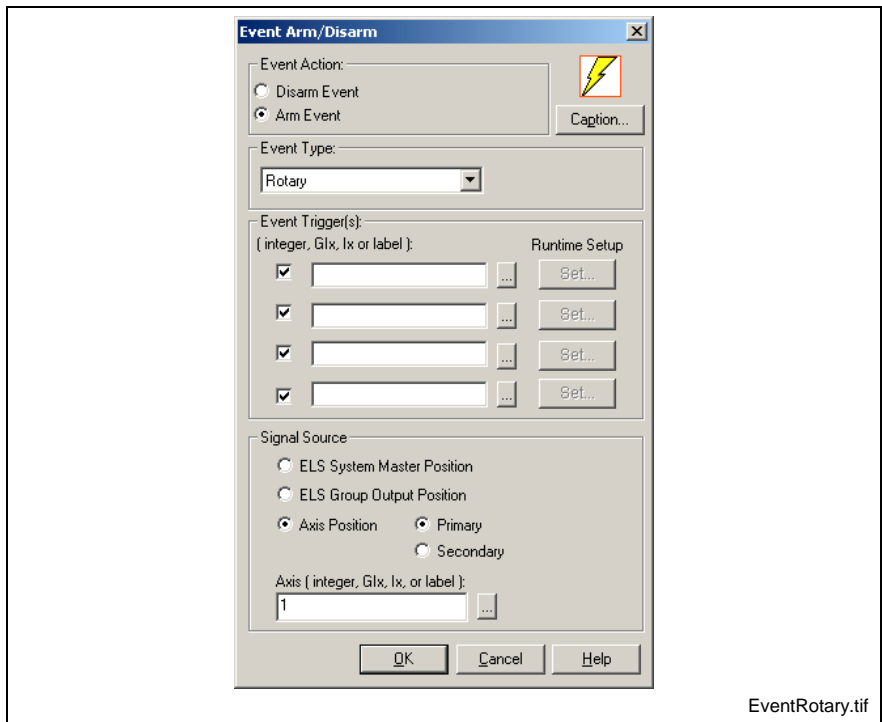 Event Arm/Disarm
Event Action:
Disarm Event
Arm Event
Caption...
Event Type:
Rotary
Event Trigger(s):
( integer, GIx, Ix or label ):
Runtime Setup
... Set...
... Set...
... Set...
... Set...
Signal Source
ELS System Master Position
ELS Group Output Position
Axis Position Primary
Secondary
Axis ( integer, GIx, Ix, or label ):
1 ...
OK Cancel Help
EventRotary.tif